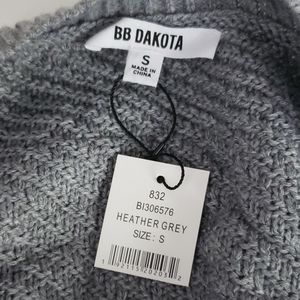 BB DAKOTA
S
MADE IN
CHINA
832
BI306576
HEATHER GREY
SIZE : S